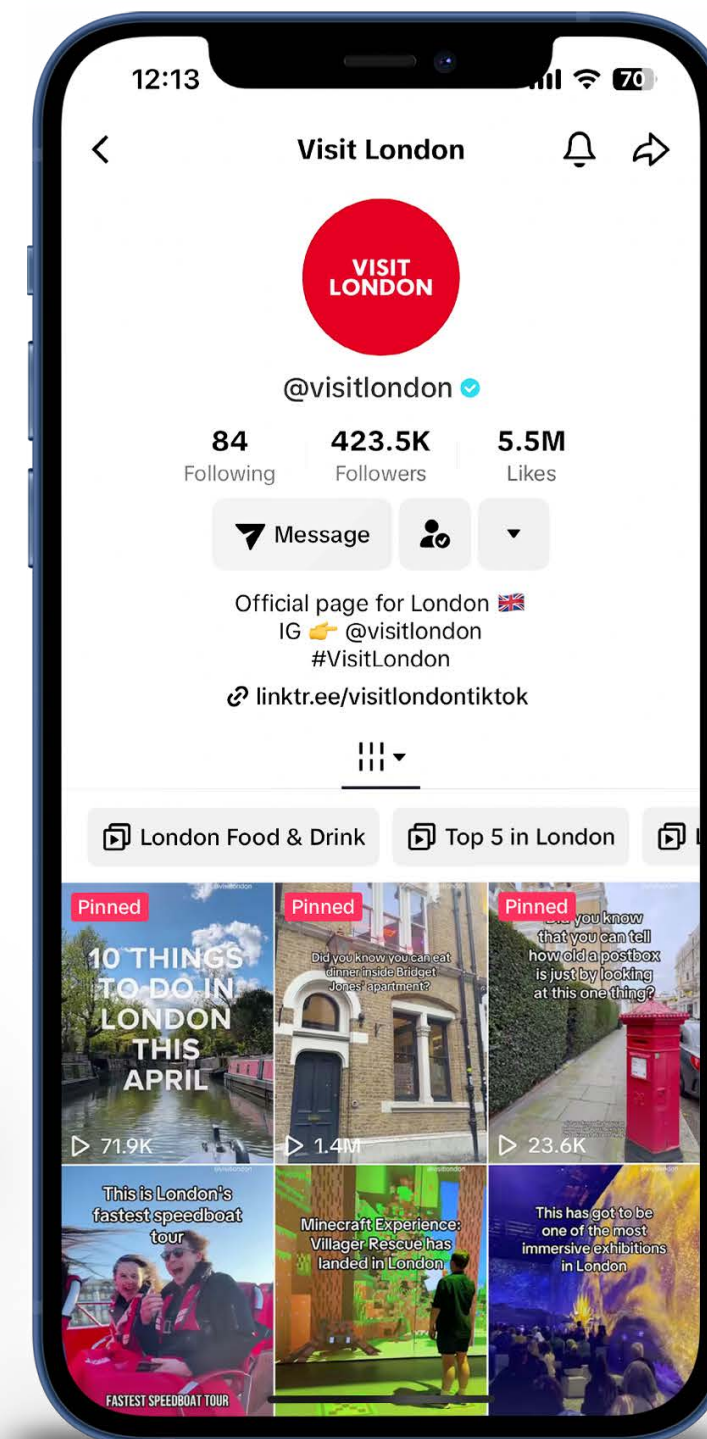 12:13
70
Visit London
VISIT
LONDON
@visitlondon
84
Following
423.5K
Followers
5.5M
Likes
Message
Official page for London 🇬🇧
IG 👉 @visitlondon
#VisitLondon
linktr.ee/visitlondontiktok
London Food & Drink
Top 5 in London
Pinned
10 THINGS
TO DO IN
LONDON
THIS
APRIL
71.9K
Pinned
Did you know you can eat
dinner inside Bridget
Jones' apartment?
1.4M
Pinned
Did you know
that you can tell
how old a postbox
is just by looking
at this one thing?
23.6K
This is London's
fastest speedboat
tour
FASTEST SPEEDBOAT TOUR
Minecraft Experience:
Villager Rescue has
landed in London
This has got to be
one of the most
immersive exhibitions
in London